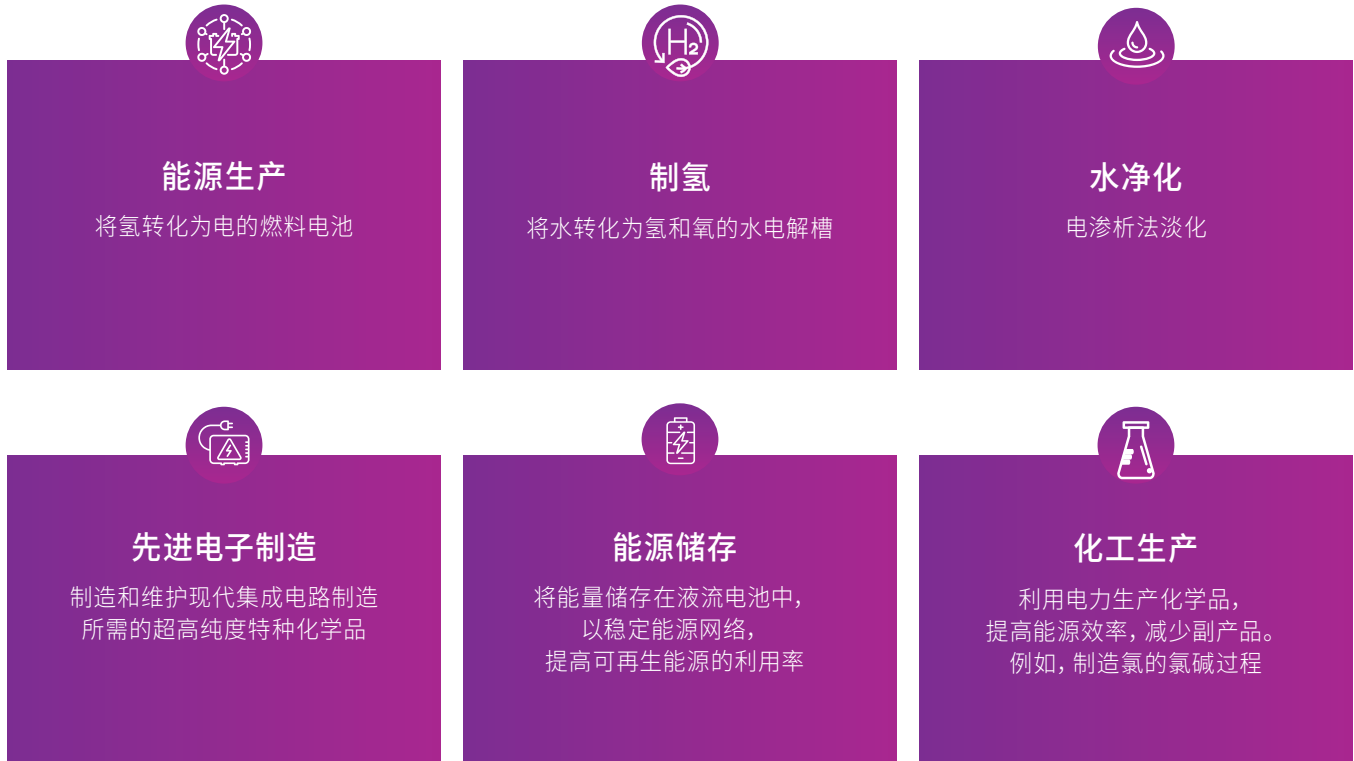 H2
能源生产
将氢转化为电的燃料电池
制氢
将水转化为氢和氧的水电解槽
水净化
电渗析法淡化
先进电子制造
制造和维护现代集成电路制造
所需的超高纯度特种化学品
能源储存
将能量储存在液流电池中，
以稳定能源网络，
提高可再生能源的利用率
化工生产
利用电力生产化学品，
提高能源效率，减少副产品。
例如，制造氯的氯碱过程